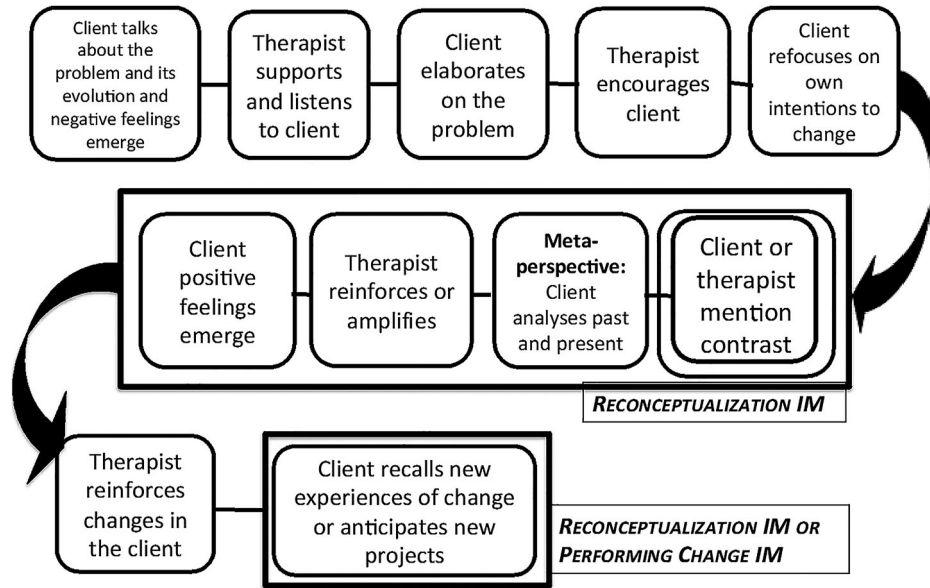 Client talks
about the
problem and its
evolution and
negative feelings
emerge
Therapist
supports
and listens
to client
Client
elaborates
on the
problem
Therapist
encourages
client
Client
refocuses on
own
intentions to
change
Client or
therapist
mention
contrast
Meta-
perspective:
Client
analyses past
and present
Therapist
reinforces or
amplifies
Client
positive
feelings
emerge
RECONCEPTUALIZATION IM
Therapist
reinforces
changes in
the client
Client recalls new
experiences of change
or anticipates new
projects
RECONCEPTUALIZATION IM OR
PERFORMING CHANGE IM